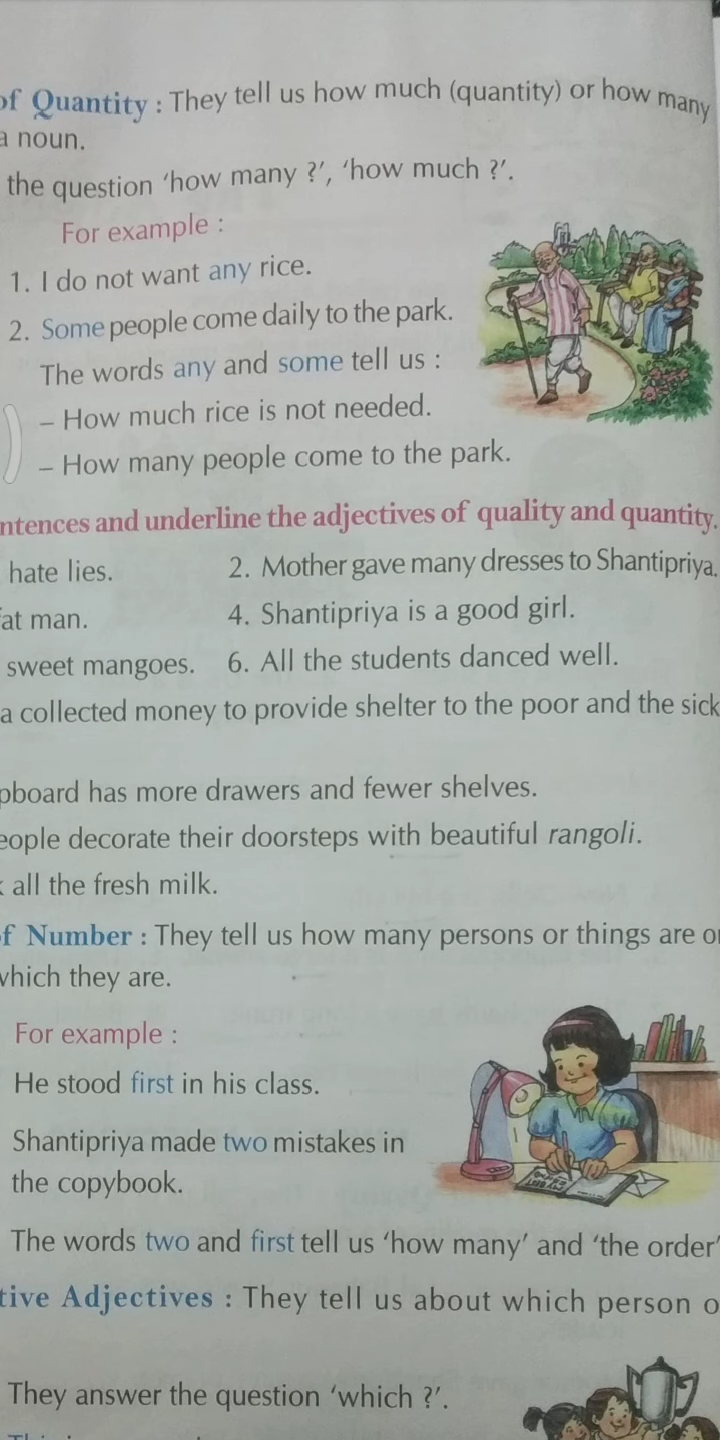 of Quantity : They tell us how much (quantity) or how many
a noun.
the question ‘how many ?’, ‘how much ?’.
For example :
1. I do not want any rice.
2. Some people come daily to the park.
The words any and some tell us :
– How much rice is not needed.
– How many people come to the park.
ntences and underline the adjectives of quality and quantity.
hate lies. 2. Mother gave many dresses to Shantipriya.
at man. 4. Shantipriya is a good girl.
sweet mangoes. 6. All the students danced well.
a collected money to provide shelter to the poor and the sick
pboard has more drawers and fewer shelves.
eople decorate their doorsteps with beautiful rangoli.
all the fresh milk.
of Number : They tell us how many persons or things are or
which they are.
For example :
He stood first in his class.
Shantipriya made two mistakes in
the copybook.
The words two and first tell us ‘how many’ and ‘the order’
tive Adjectives : They tell us about which person o
They answer the question ‘which ?’.